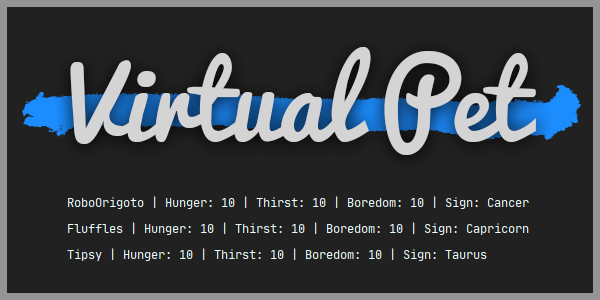 Virtual Pet
RoboOrigoto | Hunger: 10 | Thirst: 10 | Boredom: 10 | Sign: Cancer
Fluffles | Hunger: 10 | Thirst: 10 | Boredom: 10 | Sign: Capricorn
Tipsy | Hunger: 10 | Thirst: 10 | Boredom: 10 | Sign: Taurus